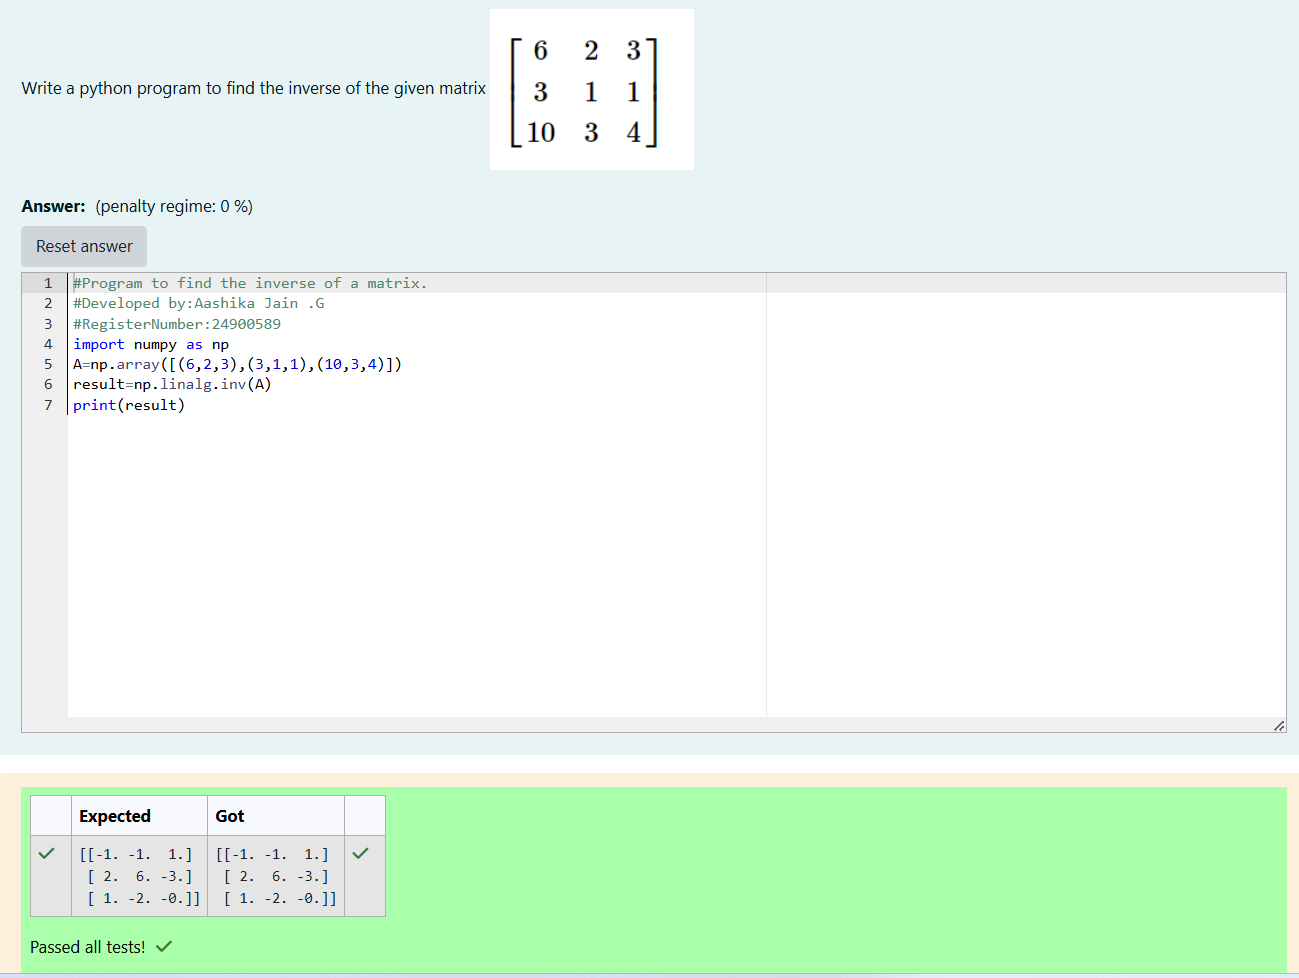 Write a python program to find the inverse of the given matrix
6 2 3
3 1 1
10 3 4
Answer: (penalty regime: 0 %)
Reset answer
1 #Program to find the inverse of a matrix.
2 #Developed by:Aashika Jain .G
3 #RegisterNumber:24900589
4 import numpy as np
5 A=np.array([(6,2,3),(3,1,1),(10,3,4)])
6 result=np.linalg.inv(A)
7 print(result)
Expected Got
[[-1. -1.  1.] [[-1. -1.  1.]
[ 2.  6. -3.] [ 2.  6. -3.]
[ 1. -2. -0.]] [ 1. -2. -0.]]
Passed all tests!